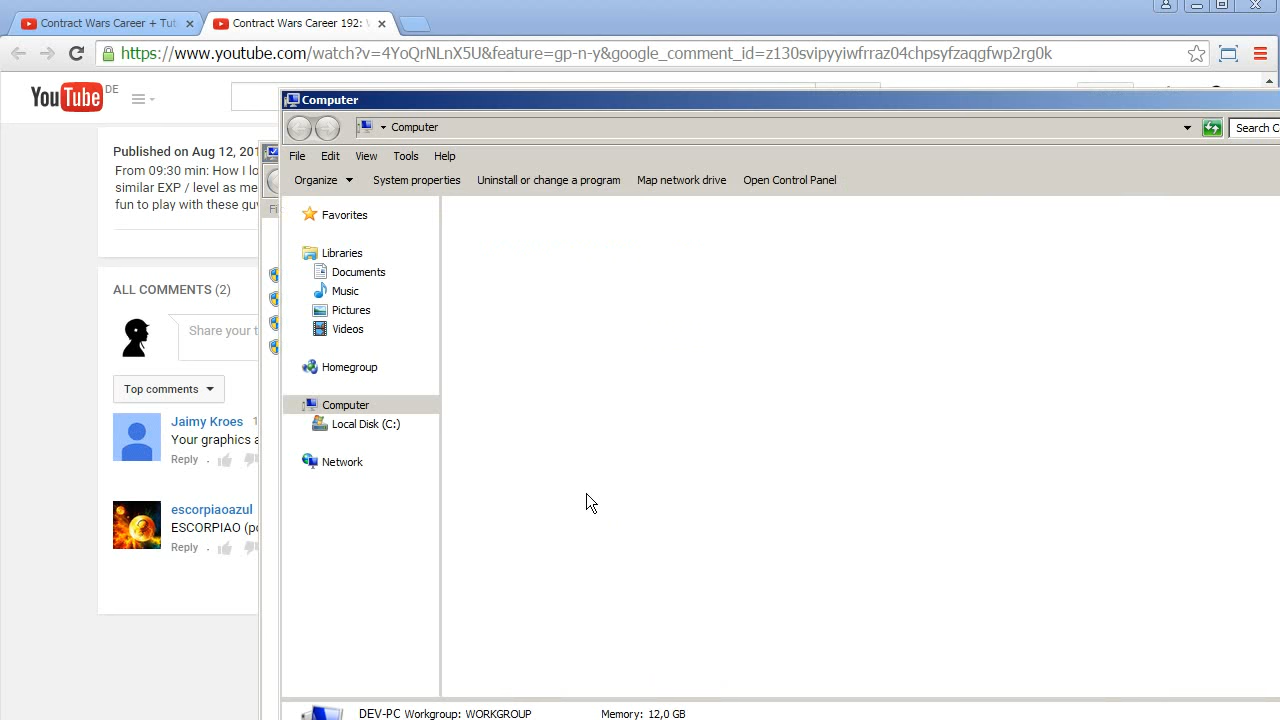 Contract Wars Career + Tut
Contract Wars Career 192:
https://www.youtube.com/watch?v=4YoQrNLnX5U&feature=gp-n-y&google_comment_id=z130svipyyiwfrraz04chpsyfzaqgfwp2rg0k
YouTube DE
Computer
Computer
Search C
File Edit View Tools Help
Organize System properties Uninstall or change a program Map network drive Open Control Panel
Favorites
Libraries
Documents
Music
Pictures
Videos
Homegroup
Computer
Local Disk (C:)
Network
DEV-PC Workgroup: WORKGROUP Memory: 12,0 GB
Published on Aug 12, 201
From 09:30 min: How I lo
similar EXP / level as me
fun to play with these guy
Fi
ALL COMMENTS (2)
Share your t
Top comments
Jaimy Kroes 1
Your graphics a
Reply
escorpiaoazul
ESCORPIAO (po
Reply